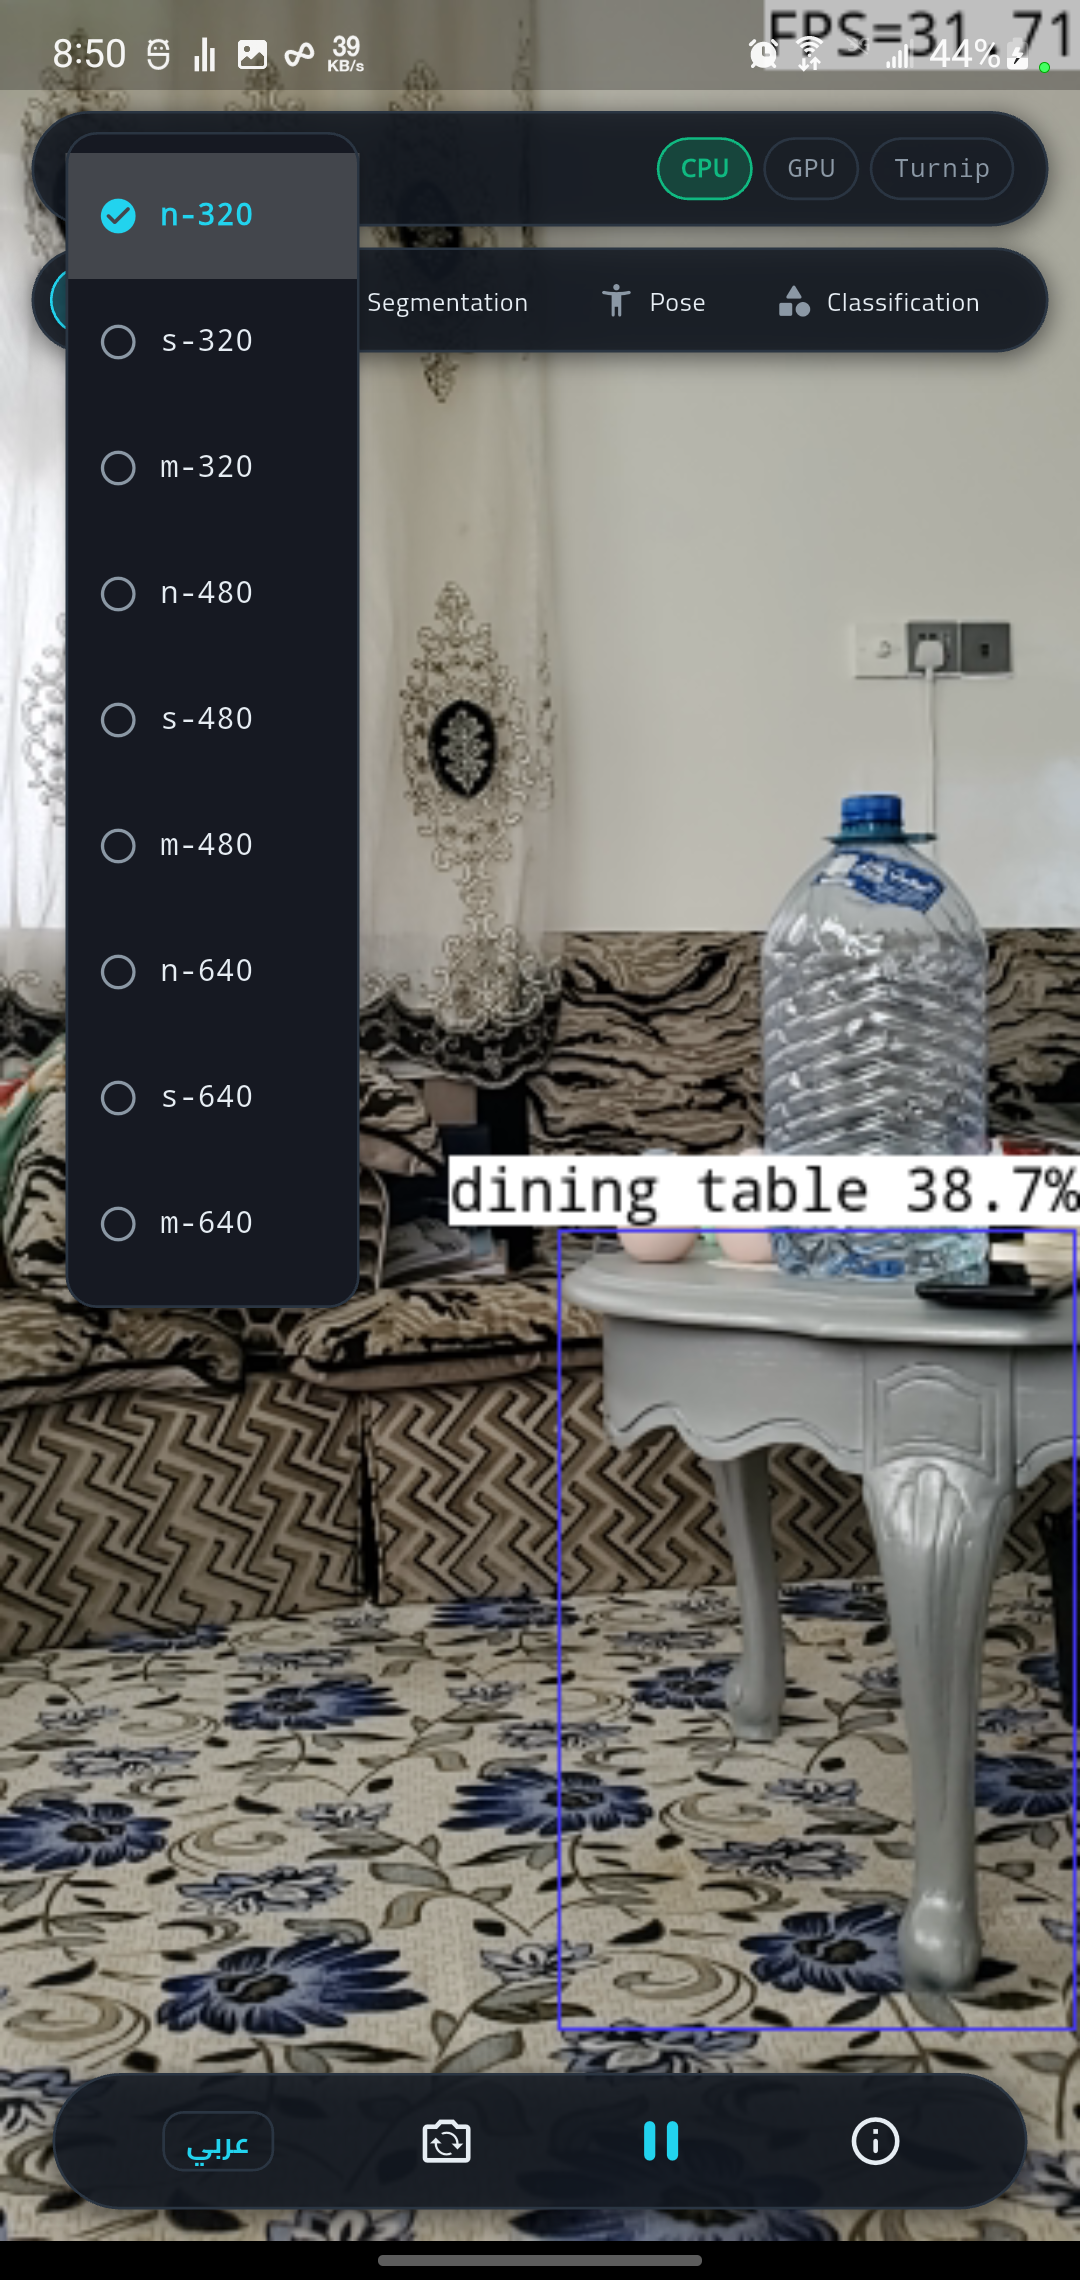 FPS=31.71
8:50
39
KB/s
44%
CPU
GPU
Turnip
n-320
Segmentation
Pose
Classification
s-320
m-320
n-480
s-480
m-480
n-640
s-640
m-640
dining table 38.7%
عربي